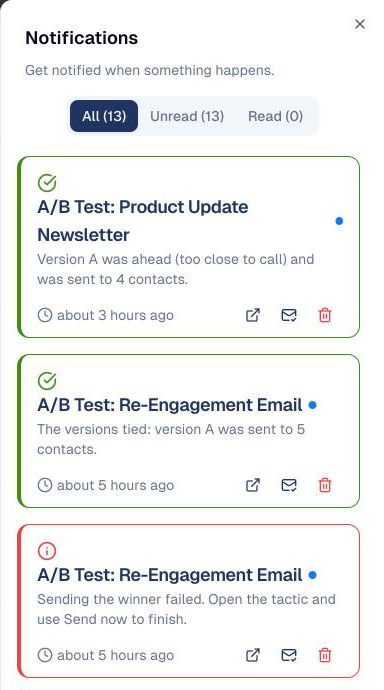 Notifications
Get notified when something happens.
All (13)  Unread (13)  Read (0)
A/B Test: Product Update
Newsletter
Version A was ahead (too close to call) and
was sent to 4 contacts.
about 3 hours ago
A/B Test: Re-Engagement Email
The versions tied: version A was sent to 5
contacts.
about 5 hours ago
A/B Test: Re-Engagement Email
Sending the winner failed. Open the tactic and
use Send now to finish.
about 5 hours ago